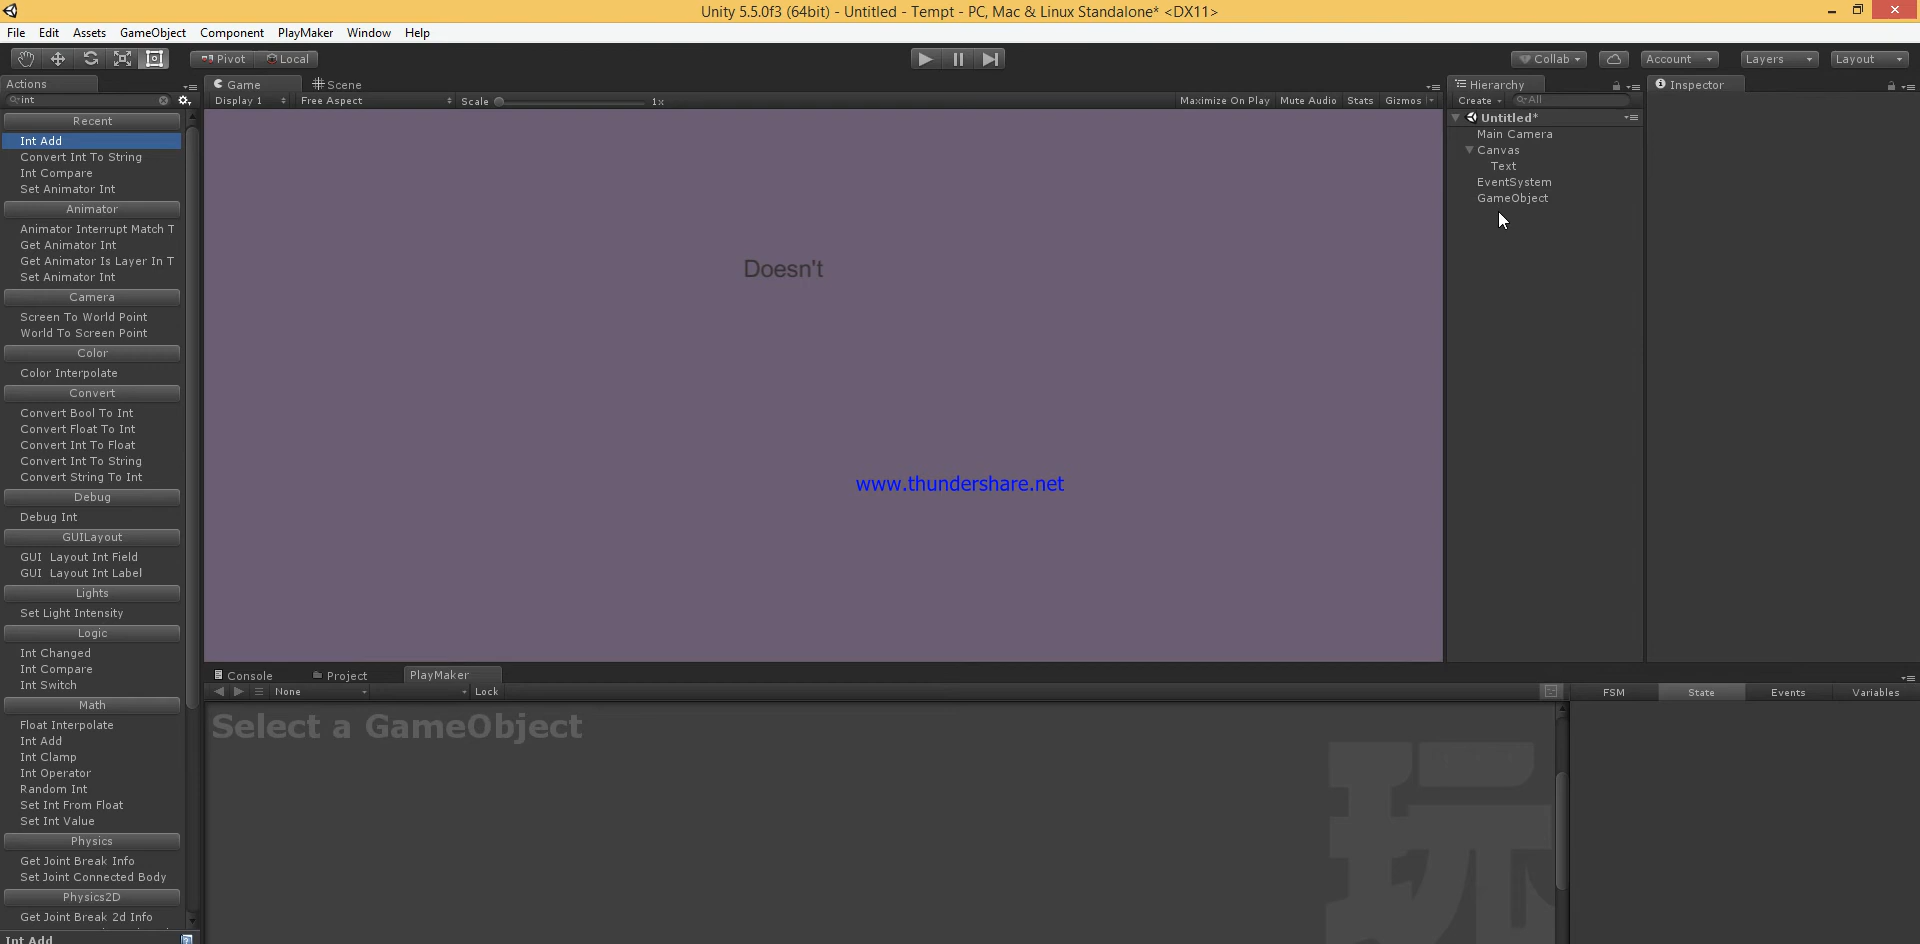 Unity 5.5.0f3 (64bit) - Untitled - Tempt - PC, Mac & Linux Standalone* <DX11>
File Edit Assets GameObject Component PlayMaker Window Help
Pivot Local Collab Account Layers Layout
Actions
int
Recent
Int Add
Convert Int To String
Int Compare
Set Animator Int
Animator
Animator Interrupt Match T
Get Animator Int
Get Animator Is Layer In T
Set Animator Int
Camera
Screen To World Point
World To Screen Point
Color
Color Interpolate
Convert
Convert Bool To Int
Convert Float To Int
Convert Int To Float
Convert Int To String
Convert String To Int
Debug
Debug Int
GUILayout
GUI Layout Int Field
GUI Layout Int Label
Lights
Set Light Intensity
Logic
Int Changed
Int Compare
Int Switch
Math
Float Interpolate
Int Add
Int Clamp
Int Operator
Random Int
Set Int From Float
Set Int Value
Physics
Get Joint Break Info
Set Joint Connected Body
Physics2D
Get Joint Break 2d Info
Int Add
Game Scene
Display 1 Free Aspect Scale 1x Maximize On Play Mute Audio Stats Gizmos
Doesn't
www.thundershare.net
Hierarchy
Create All
Untitled*
Main Camera
Canvas
Text
EventSystem
GameObject
Inspector
Console Project PlayMaker
None Lock
Select a GameObject
玩
FSM State Events Variables